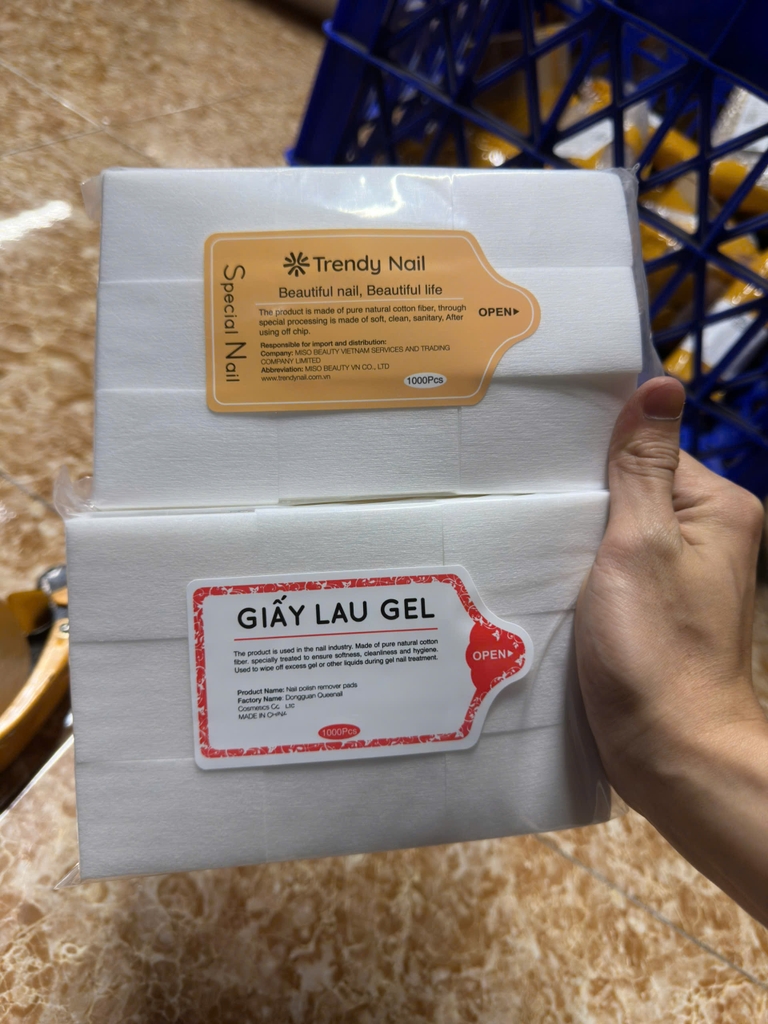 Special Nail
Trendy Nail
Beautiful nail, Beautiful life
The product is made of pure natural cotton fiber, through
special processing is made of soft, clean, sanitary, After
using off chip.
Responsible for import and distribution:
Company: MISO BEAUTY VIETNAM SERVICES AND TRADING
COMPANY LIMITED
Abbreviation: MISO BEAUTY VN CO., LTD
www.trendynail.com.vn
1000Pcs
OPEN
GIẤY LAU GEL
The product is used in the nail industry. Made of pure natural cotton
fiber, specially treated to ensure softness, cleanliness and hygiene.
Used to wipe off excess gel or other liquids during gel nail treatment.
Product Name: Nail polish remover pads
Factory Name: Dongguan Queenail
Cosmetics Co. LTD
MADE IN CHINA
1000Pcs
OPEN